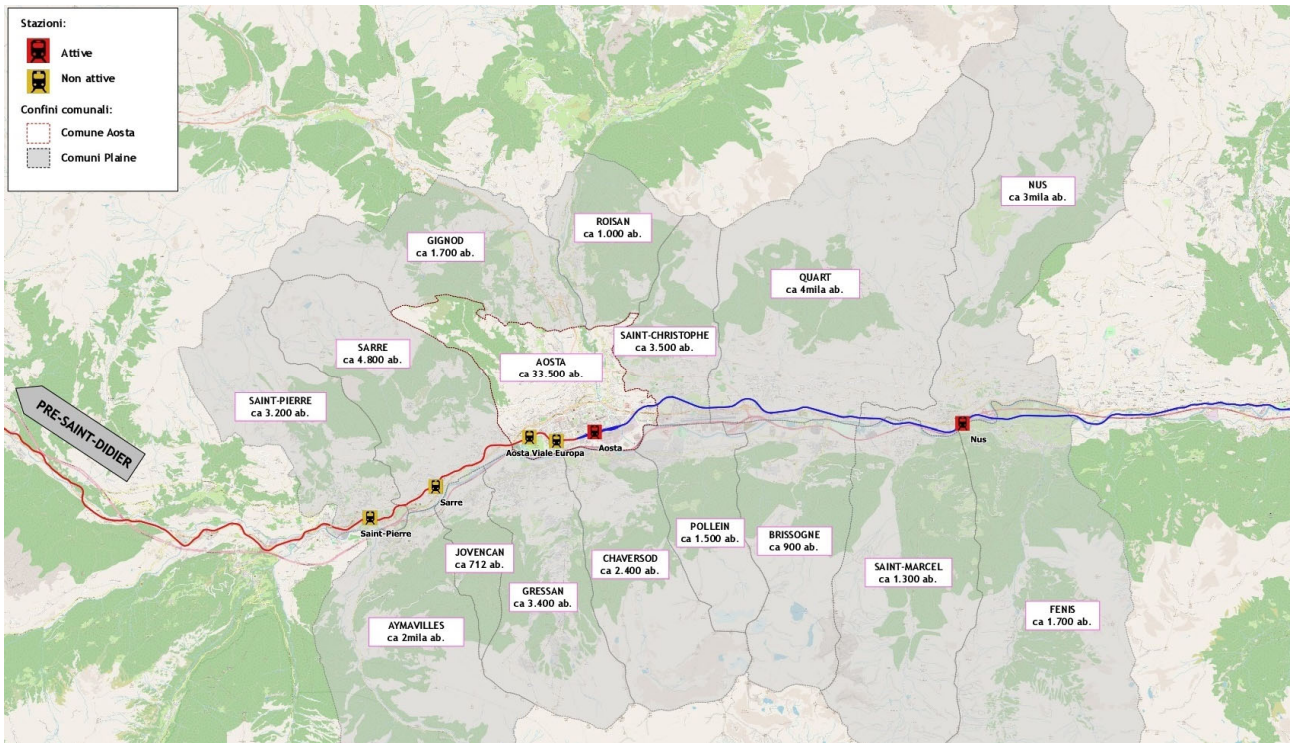 Stazioni:
Attive
Non attive
Confini comunali:
Comune Aosta
Comuni Plaine
NUS
ca 3mila ab.
ROISAN
ca 1.000 ab.
GIGNOD
ca 1.700 ab.
QUART
ca 4mila ab.
SAINT-CHRISTOPHE
ca 3.500 ab.
SARRE
ca 4.800 ab.
AOSTA
ca 33.500 ab.
SAINT-PIERRE
ca 3.200 ab.
PRE-SAINT-DIDIER
Nus
Aosta Viale Europa
Aosta
Sarre
Saint-Pierre
POLLEIN
ca 1.500 ab.
BRISSOGNE
ca 900 ab.
JOVENCAN
ca 712 ab.
CHAVERSOD
ca 2.400 ab.
SAINT-MARCEL
ca 1.300 ab.
GRESSAN
ca 3.400 ab.
FENIS
ca 1.700 ab.
AYMAVILLES
ca 2mila ab.